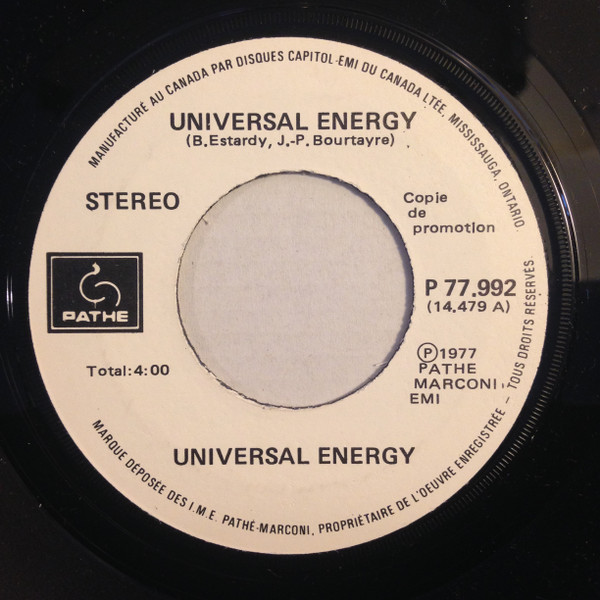 MANUFACTURÉ AU CANADA PAR DISQUES CAPITOL-EMI DU CANADA LTÉE, MISSISSAUGA, ONTARIO.
UNIVERSAL ENERGY
(B.Estardy, J.-P. Bourtayre)
STEREO
Copie
de
promotion
PATHE
P 77.992
(14.479 A)
Total:4:00
Ⓟ1977
PATHE
MARCONI
EMI
UNIVERSAL ENERGY
MARQUE DEPOSÉE DES I.M.E. PATHÉ-MARCONI, PROPRIÉTAIRE DE L'OEUVRE ENREGISTRÉE — TOUS DROITS RÉSERVÉS.